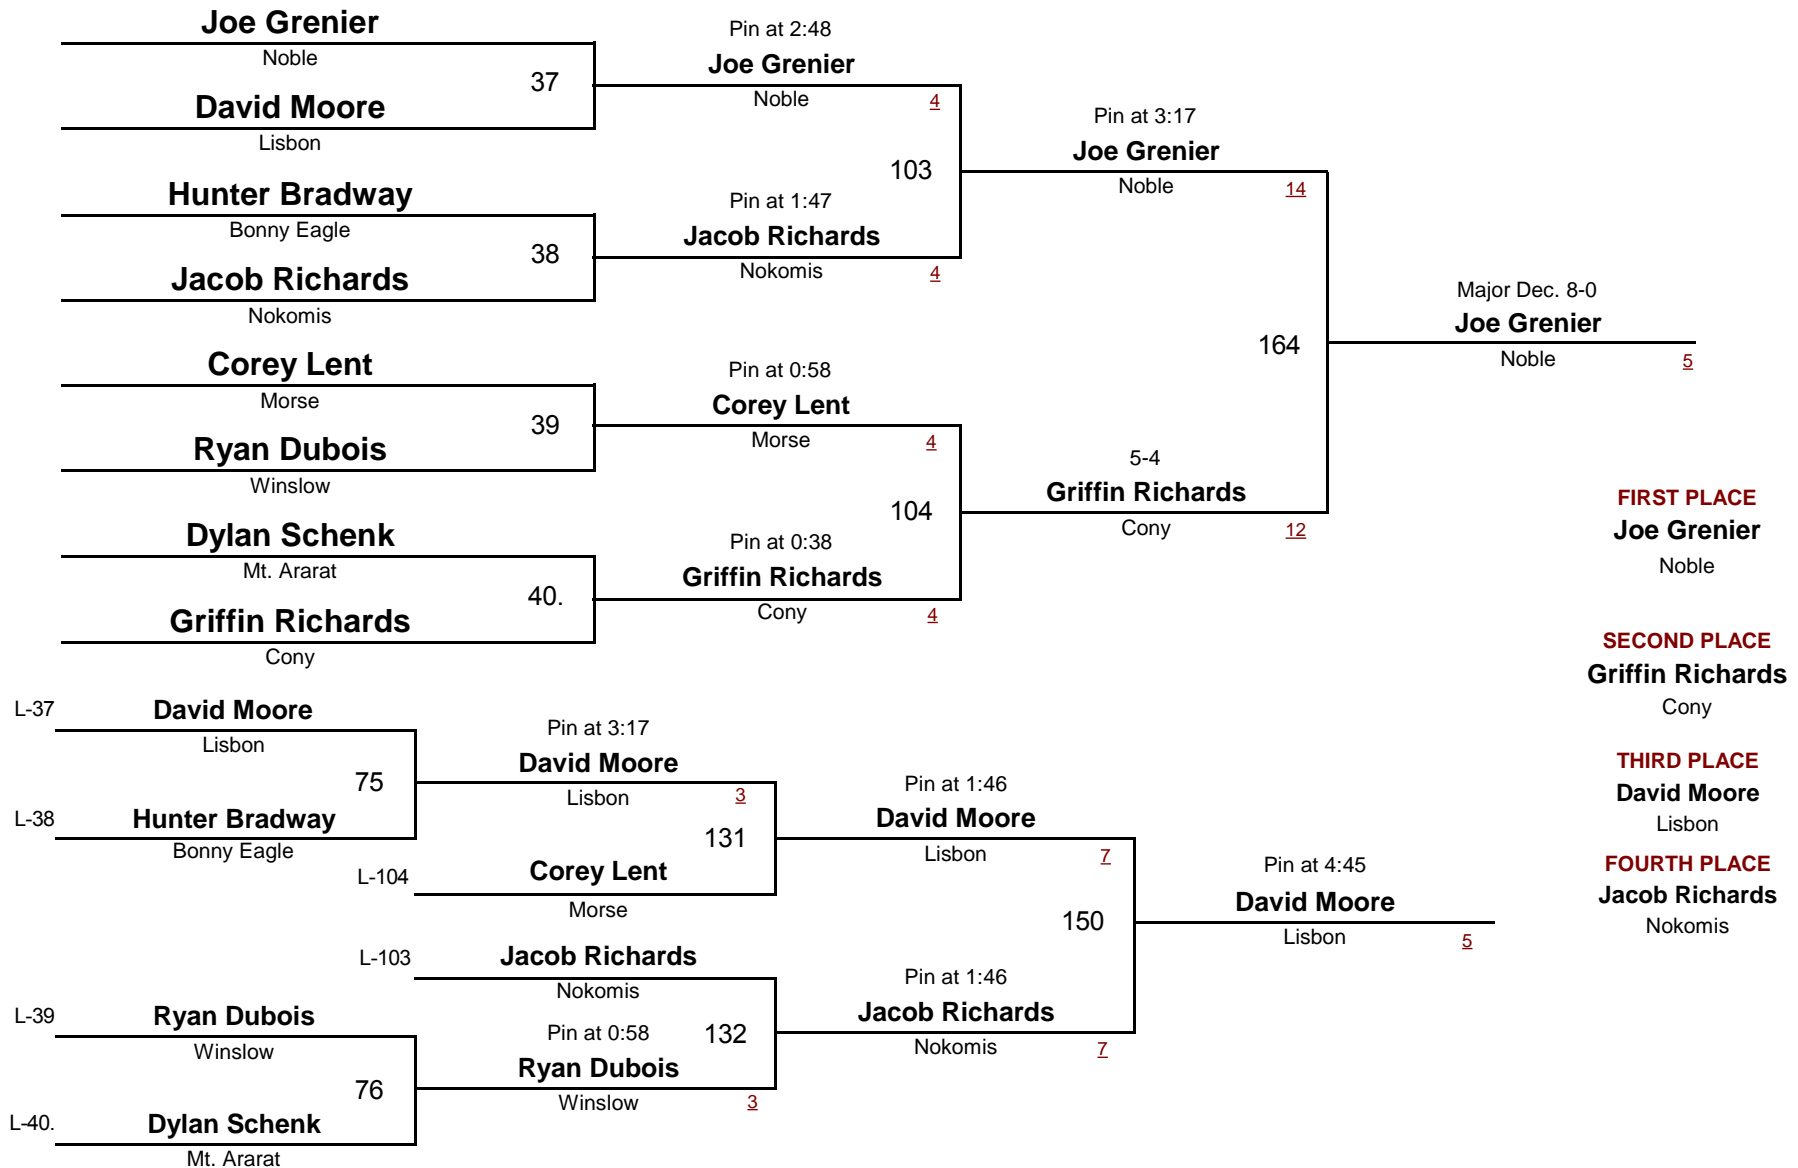 Joe Grenier
Noble
37
David Moore
Lisbon
Hunter Bradway
Bonny Eagle
38
Jacob Richards
Nokomis
Corey Lent
Morse
39
Ryan Dubois
Winslow
Dylan Schenk
Mt. Ararat
40.
Griffin Richards
Cony
Pin at 2:48
Joe Grenier
Noble
4
103
Pin at 1:47
Jacob Richards
Nokomis
4
Pin at 0:58
Corey Lent
Morse
4
104
Pin at 0:38
Griffin Richards
Cony
4
Pin at 3:17
Joe Grenier
Noble
14
164
5-4
Griffin Richards
Cony
12
Major Dec. 8-0
Joe Grenier
Noble
5
FIRST PLACE
Joe Grenier
Noble
SECOND PLACE
Griffin Richards
Cony
THIRD PLACE
David Moore
Lisbon
FOURTH PLACE
Jacob Richards
Nokomis
L-37
David Moore
Lisbon
75
L-38
Hunter Bradway
Bonny Eagle
Pin at 3:17
David Moore
Lisbon
3
131
L-104
Corey Lent
Morse
L-103
Jacob Richards
Nokomis
132
Pin at 0:58
Ryan Dubois
Winslow
3
L-39
Ryan Dubois
Winslow
76
L-40.
Dylan Schenk
Mt. Ararat
Pin at 1:46
David Moore
Lisbon
7
150
Pin at 1:46
Jacob Richards
Nokomis
7
Pin at 4:45
David Moore
Lisbon
5